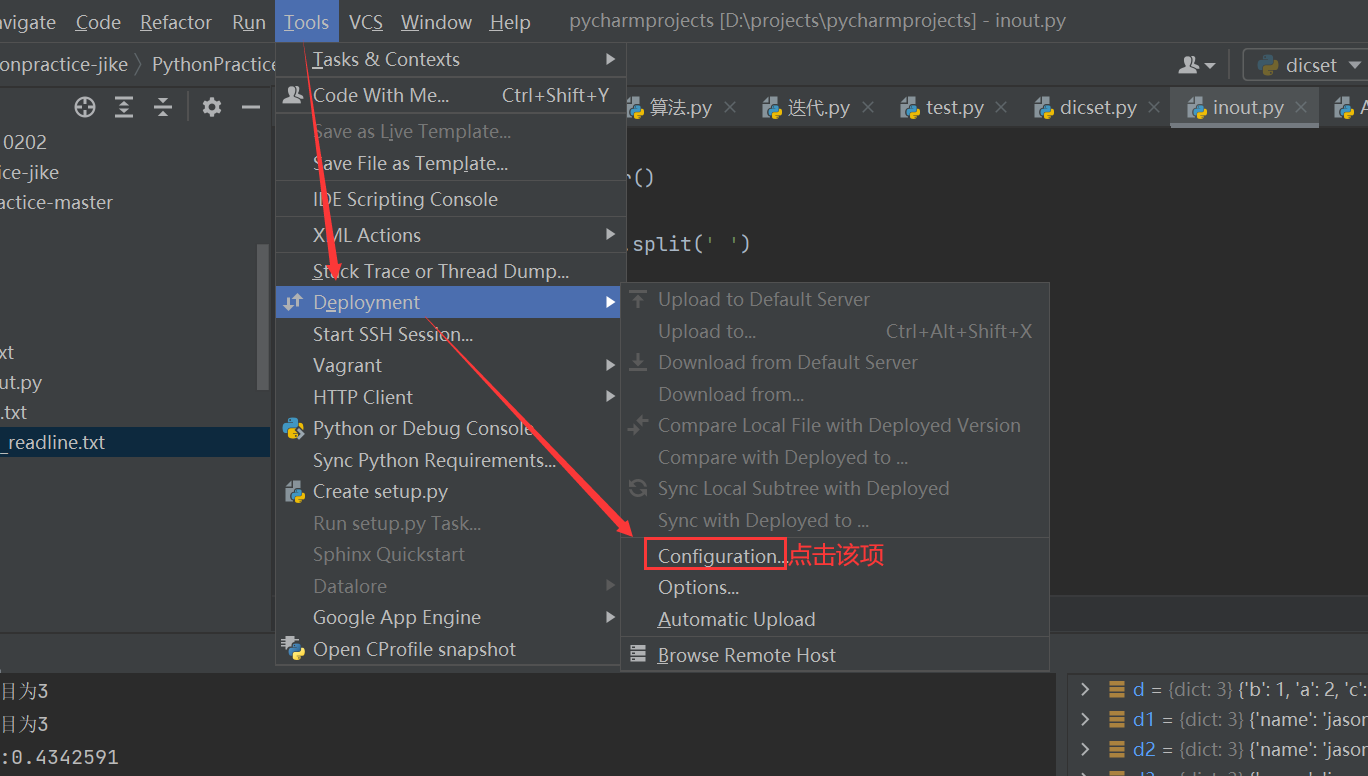 avigate Code Refactor Run Tools VCS Window Help pycharmprojects [D:\projects\pycharmprojects] - inout.py
onpractice-jike PythonPractice dicset
算法.py 迭代.py test.py dicset.py inout.py A
0202
ice-jike
actice-master
xt
ut.py
.txt
_readline.txt
Tasks & Contexts
Code With Me... Ctrl+Shift+Y
Save as Live Template...
Save File as Template...
IDE Scripting Console
XML Actions
Stack Trace or Thread Dump...
Deployment
Start SSH Session...
Vagrant
HTTP Client
Python or Debug Console
Sync Python Requirements...
Create setup.py
Run setup.py Task...
Sphinx Quickstart
Datalore
Google App Engine
Open CProfile snapshot
r()
.split(' ')
Upload to Default Server
Upload to... Ctrl+Alt+Shift+X
Download from Default Server
Download from...
Compare Local File with Deployed Version
Compare with Deployed to ...
Sync Local Subtree with Deployed
Sync with Deployed to ...
Configuration... 点击该项
Options...
Automatic Upload
Browse Remote Host
目为3
目为3
:0.4342591
d = {dict: 3} {'b': 1, 'a': 2, 'c':
d1 = {dict: 3} {'name': 'jason
d2 = {dict: 3} {'name': 'jason